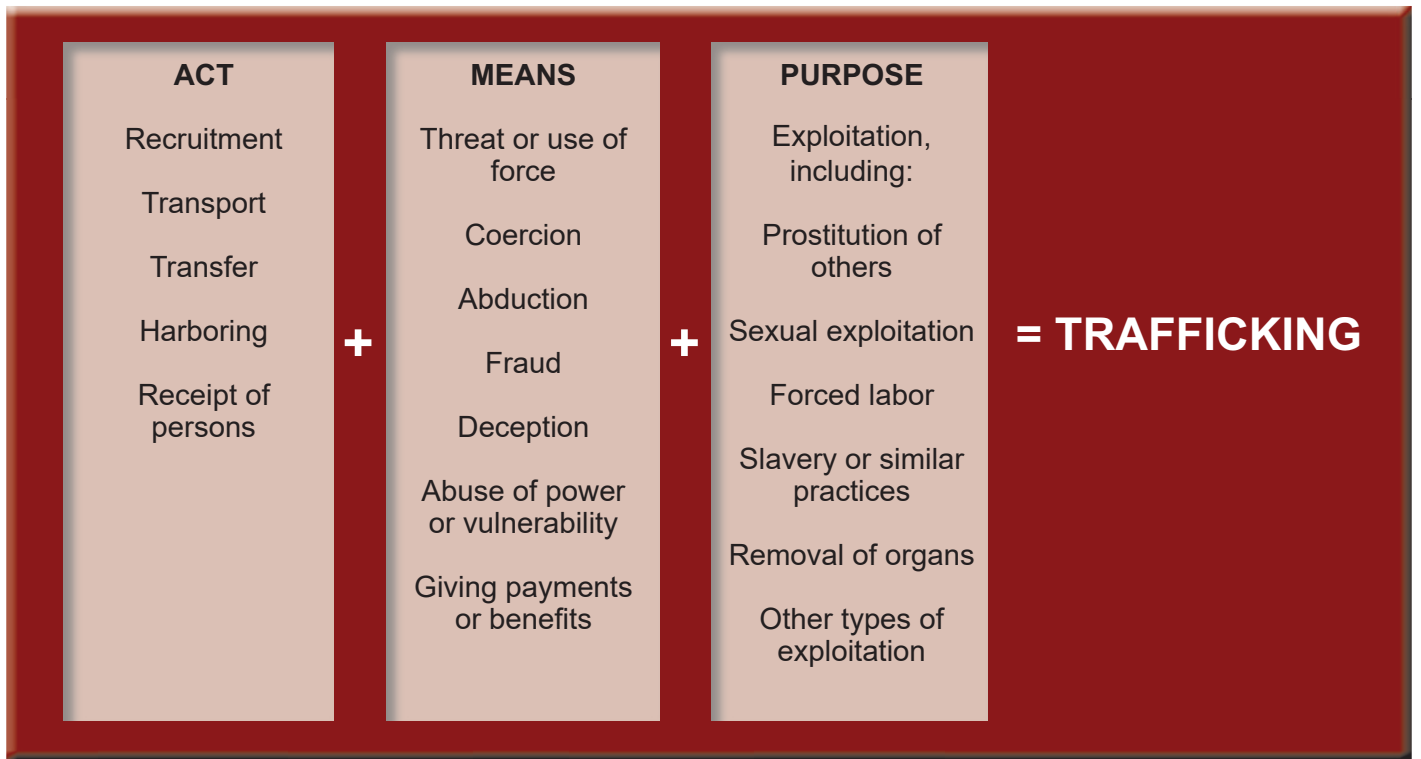 ACT
Recruitment
Transport
Transfer
Harboring
Receipt of
persons
+
MEANS
Threat or use of
force
Coercion
Abduction
Fraud
Deception
Abuse of power
or vulnerability
Giving payments
or benefits
+
PURPOSE
Exploitation,
including:
Prostitution of
others
Sexual exploitation
Forced labor
Slavery or similar
practices
Removal of organs
Other types of
exploitation
= TRAFFICKING